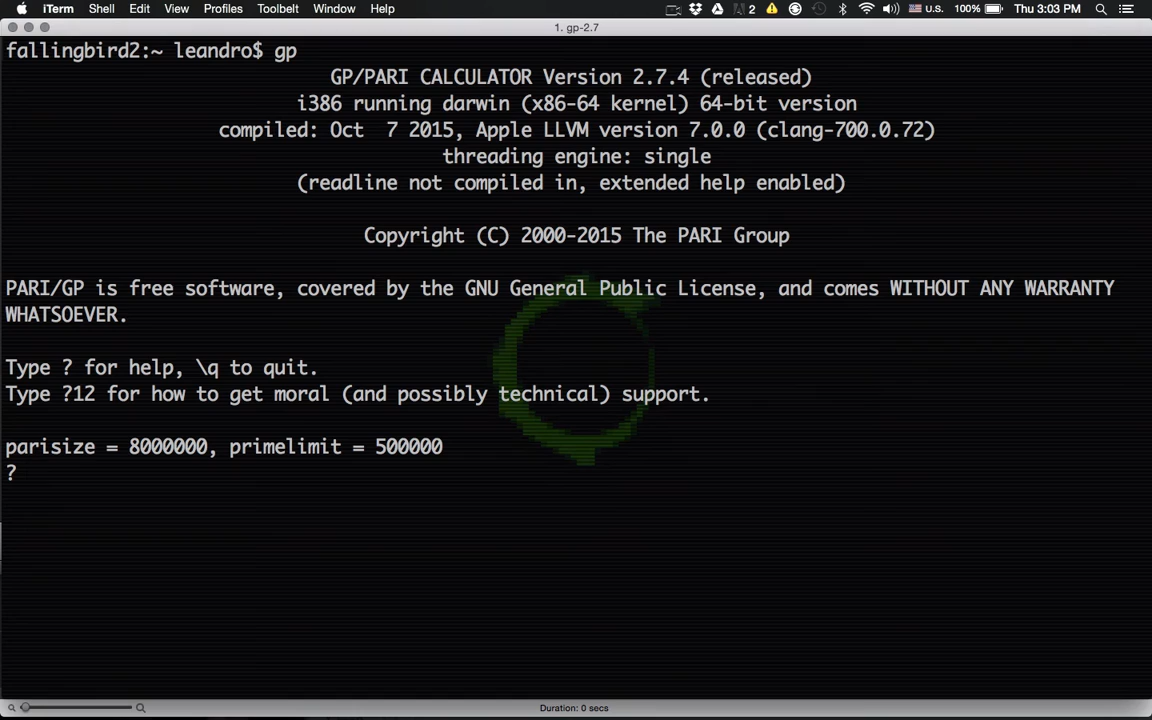 iTerm Shell Edit View Profiles Toolbelt Window Help 2 U.S. 100% Thu 3:03 PM
1. gp-2.7
fallingbird2:~ leandro$ gp
GP/PARI CALCULATOR Version 2.7.4 (released)
i386 running darwin (x86-64 kernel) 64-bit version
compiled: Oct  7 2015, Apple LLVM version 7.0.0 (clang-700.0.72)
threading engine: single
(readline not compiled in, extended help enabled)
Copyright (C) 2000-2015 The PARI Group
PARI/GP is free software, covered by the GNU General Public License, and comes WITHOUT ANY WARRANTY
WHATSOEVER.
Type ? for help, \q to quit.
Type ?12 for how to get moral (and possibly technical) support.
parisize = 8000000, primelimit = 500000
?
Duration: 0 secs